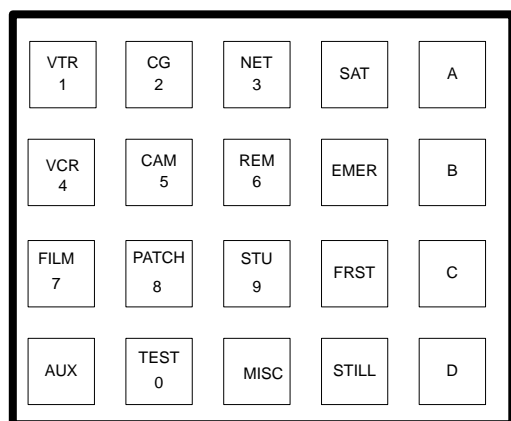 VTR
1
CG
2
NET
3
SAT
A
VCR
4
CAM
5
REM
6
EMER
B
FILM
7
PATCH
8
STU
9
FRST
C
AUX
TEST
0
MISC
STILL
D